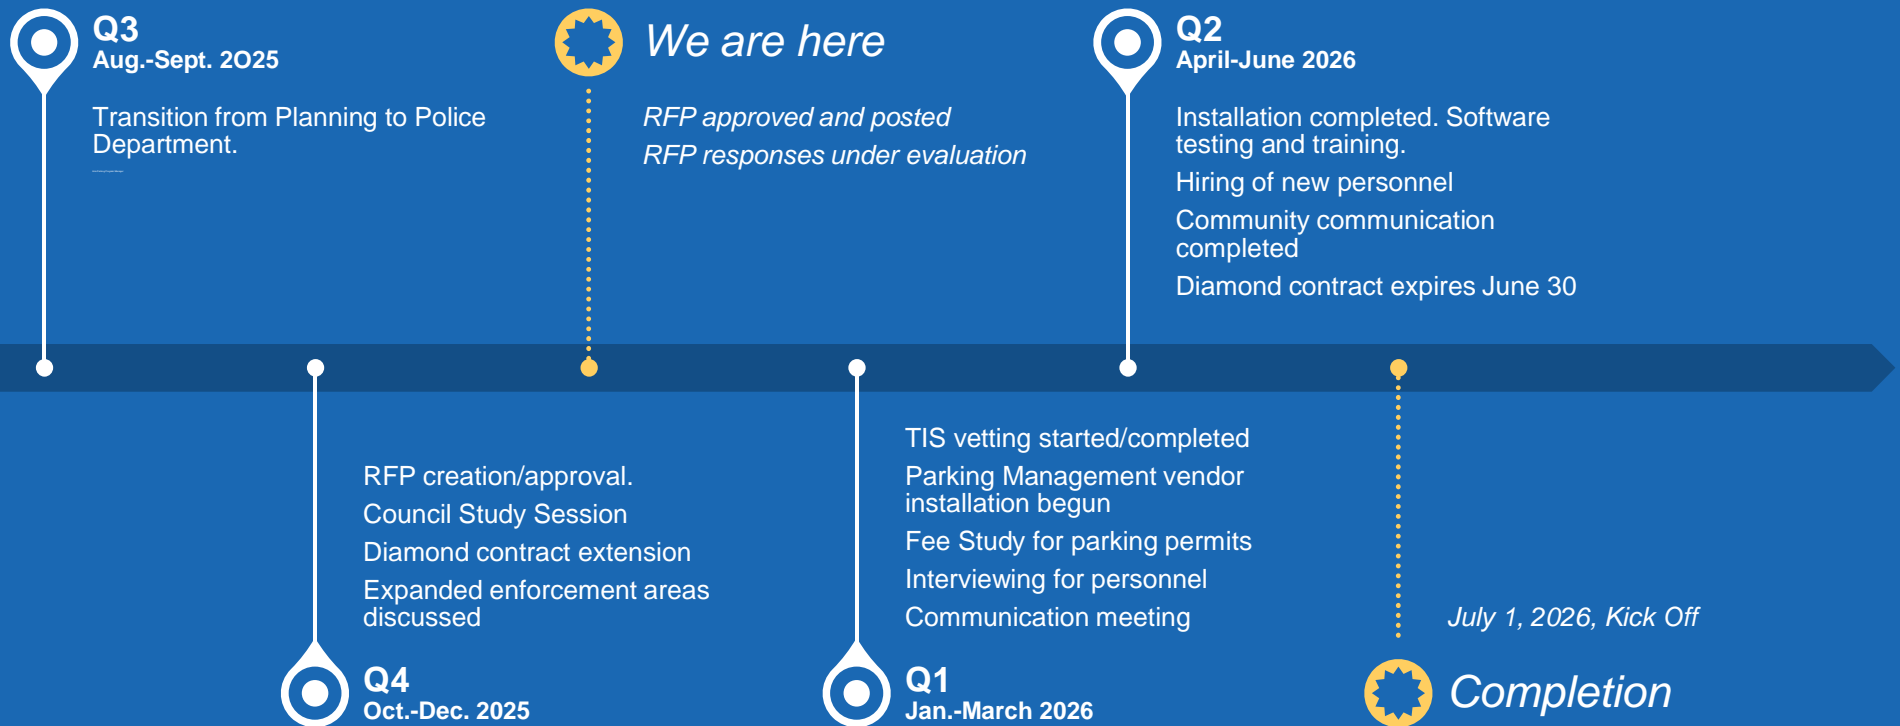 Q3
Aug.-Sept. 2O25
Transition from Planning to Police
Department.
We are here
RFP approved and posted
RFP responses under evaluation
Q2
April-June 2026
Installation completed. Software
testing and training.
Hiring of new personnel
Community communication
completed
Diamond contract expires June 30
RFP creation/approval.
Council Study Session
Diamond contract extension
Expanded enforcement areas
discussed
Q4
Oct.-Dec. 2025
TIS vetting started/completed
Parking Management vendor
installation begun
Fee Study for parking permits
Interviewing for personnel
Communication meeting
Q1
Jan.-March 2026
July 1, 2026, Kick Off
Completion